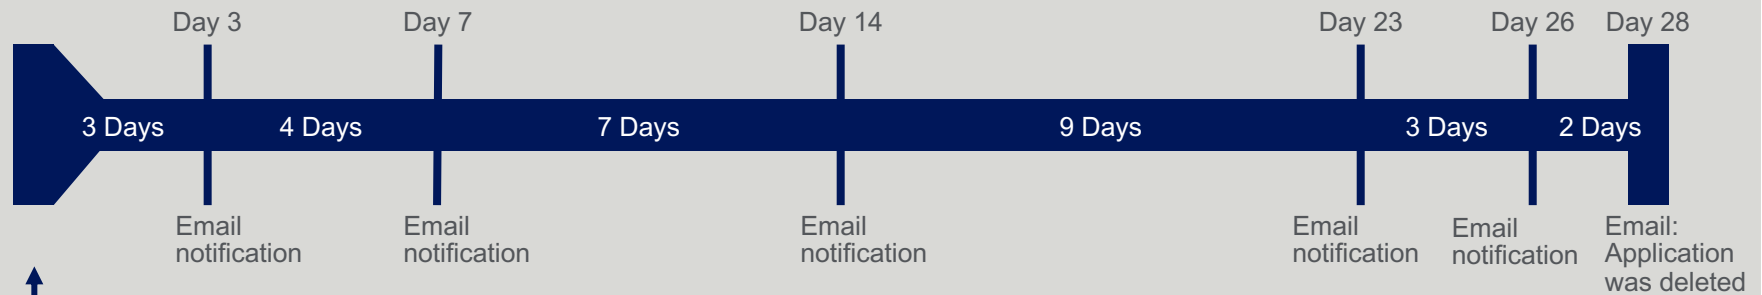 Day 3
Day 7
Day 14
Day 23
Day 26
Day 28
3 Days
4 Days
7 Days
9 Days
3 Days
2 Days
Email
notification
Email
notification
Email
notification
Email
notification
Email
notification
Email:
Application
was deleted